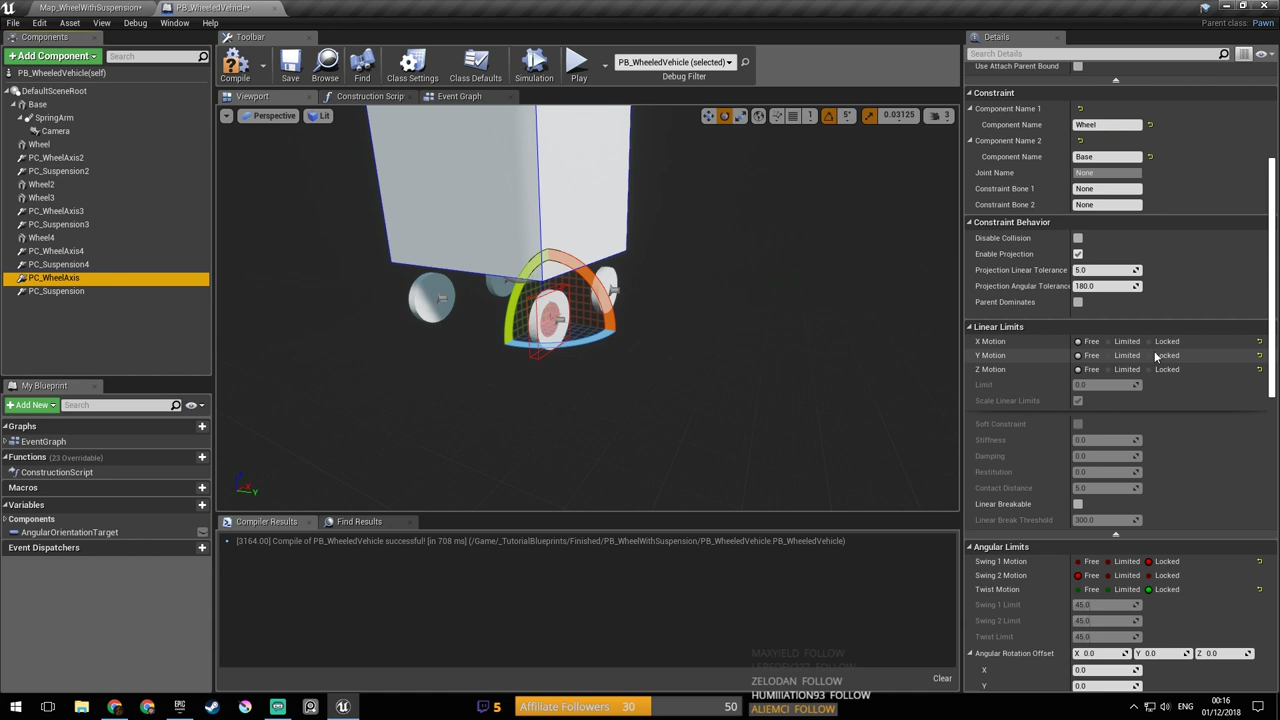 Map_WheelWithSuspension*
PB_WheeledVehicle*
File Edit Asset View Debug Window Help
Parent class: Pawn
Components
Add Component
Search
PB_WheeledVehicle(self)
DefaultSceneRoot
Base
SpringArm
Camera
Wheel
PC_WheelAxis2
PC_Suspension2
Wheel2
Wheel3
PC_WheelAxis3
PC_Suspension3
Wheel4
PC_WheelAxis4
PC_Suspension4
PC_WheelAxis
PC_Suspension
My Blueprint
Add New
Search
Graphs
EventGraph
Functions (23 Overridable)
ConstructionScript
Macros
Variables
Components
AngularOrientationTarget
Event Dispatchers
Toolbar
Compile
Save
Browse
Find
Class Settings
Class Defaults
Simulation
Play
PB_WheeledVehicle (selected)
Debug Filter
Viewport
Construction Scrip
Event Graph
Perspective
Lit
1
5°
0.03125
3
Z
Y
Compiler Results
Find Results
[3164.00] Compile of PB_WheeledVehicle successful! [in 708 ms] (/Game/_TutorialBlueprints/Finished/PB_WheelWithSuspension/PB_WheeledVehicle.PB_WheeledVehicle)
Clear
Details
Search Details
Use Attach Parent Bound
Constraint
Component Name 1
Component Name Wheel
Component Name 2
Component Name Base
Joint Name None
Constraint Bone 1 None
Constraint Bone 2 None
Constraint Behavior
Disable Collision
Enable Projection
Projection Linear Tolerance 5.0
Projection Angular Tolerance 180.0
Parent Dominates
Linear Limits
X Motion Free Limited Locked
Y Motion Free Limited Locked
Z Motion Free Limited Locked
Limit 0.0
Scale Linear Limits
Soft Constraint
Stiffness 0.0
Damping 0.0
Restitution 0.0
Contact Distance 5.0
Linear Breakable
Linear Break Threshold 300.0
Angular Limits
Swing 1 Motion Free Limited Locked
Swing 2 Motion Free Limited Locked
Twist Motion Free Limited Locked
Swing 1 Limit 45.0
Swing 2 Limit 45.0
Twist Limit 45.0
Angular Rotation Offset X 0.0 Y 0.0 Z 0.0
X 0.0
Y 0.0
MAXYIELD FOLLOW
ZELODAN FOLLOW
HUMIIIATION93 FOLLOW
ALIEMCI FOLLOW
5
Affiliate Followers 30 50
00:16
01/12/2018